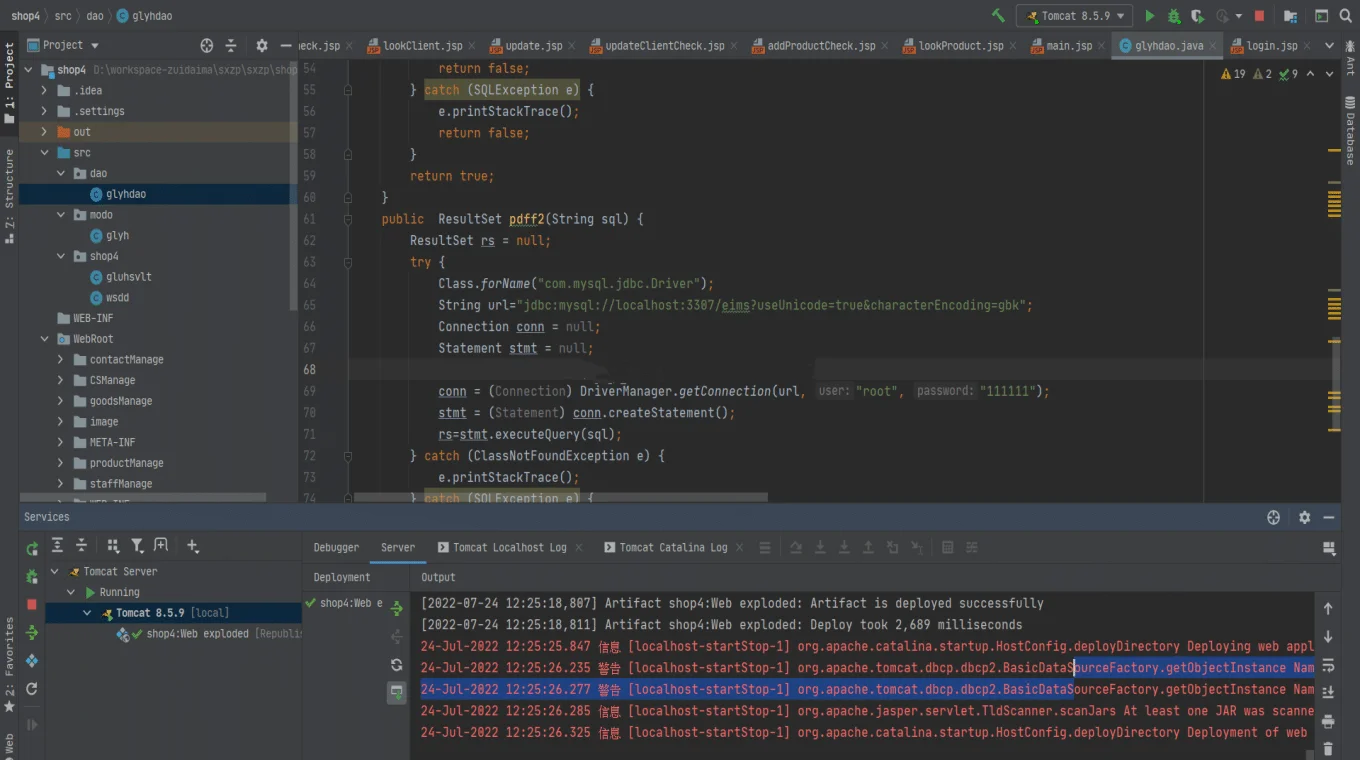 shop4 src dao glyhdao
Tomcat 8.5.9
Project
eck.jsp lookClient.jsp update.jsp updateClientCheck.jsp addProductCheck.jsp lookProduct.jsp main.jsp glyhdao.java login.jsp
1: Project
Z: Structure
2: Favorites
Web
Ant
Database
19 2 9
shop4 D:\workspace-zuidaima\sxzp\sxzp\shop
.idea
.settings
out
src
dao
glyhdao
modo
glyh
shop4
gluhsvlt
wsdd
WEB-INF
WebRoot
contactManage
CSManage
goodsManage
image
META-INF
productManage
staffManage
54 return false;
55 } catch (SQLException e) {
56 e.printStackTrace();
57 return false;
58 }
59 return true;
60 }
61 public ResultSet pdff2(String sql) {
62 ResultSet rs = null;
63 try {
64 Class.forName("com.mysql.jdbc.Driver");
65 String url="jdbc:mysql://localhost:3307/eims?useUnicode=true&characterEncoding=gbk";
66 Connection conn = null;
67 Statement stmt = null;
68
69 conn = (Connection) DriverManager.getConnection(url, user: "root", password: "111111");
70 stmt = (Statement) conn.createStatement();
71 rs=stmt.executeQuery(sql);
72 } catch (ClassNotFoundException e) {
73 e.printStackTrace();
74 } catch (SQLException e) {
Services
Debugger Server Tomcat Localhost Log Tomcat Catalina Log
Tomcat Server
Running
Tomcat 8.5.9 [local]
shop4:Web exploded [Republis
Deployment
shop4:Web e
Output
[2022-07-24 12:25:18,807] Artifact shop4:Web exploded: Artifact is deployed successfully
[2022-07-24 12:25:18,811] Artifact shop4:Web exploded: Deploy took 2,689 milliseconds
24-Jul-2022 12:25:25.847 信息 [localhost-startStop-1] org.apache.catalina.startup.HostConfig.deployDirectory Deploying web appl
24-Jul-2022 12:25:26.235 警告 [localhost-startStop-1] org.apache.tomcat.dbcp.dbcp2.BasicDataSourceFactory.getObjectInstance Nam
24-Jul-2022 12:25:26.277 警告 [localhost-startStop-1] org.apache.tomcat.dbcp.dbcp2.BasicDataSourceFactory.getObjectInstance Nam
24-Jul-2022 12:25:26.285 信息 [localhost-startStop-1] org.apache.jasper.servlet.TldScanner.scanJars At least one JAR was scanne
24-Jul-2022 12:25:26.325 信息 [localhost-startStop-1] org.apache.catalina.startup.HostConfig.deployDirectory Deployment of web